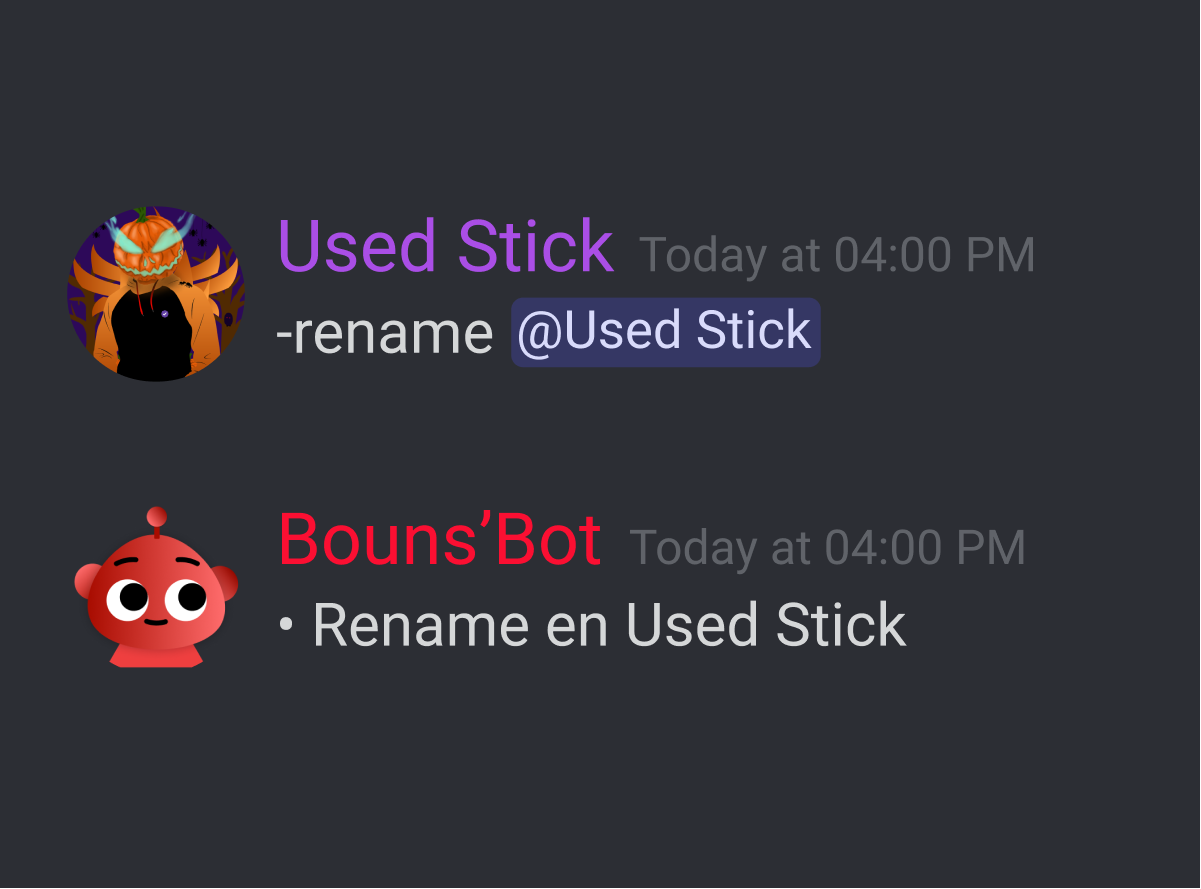 Used Stick Today at 04:00 PM
-rename @Used Stick
Bouns’Bot Today at 04:00 PM
• Rename en Used Stick